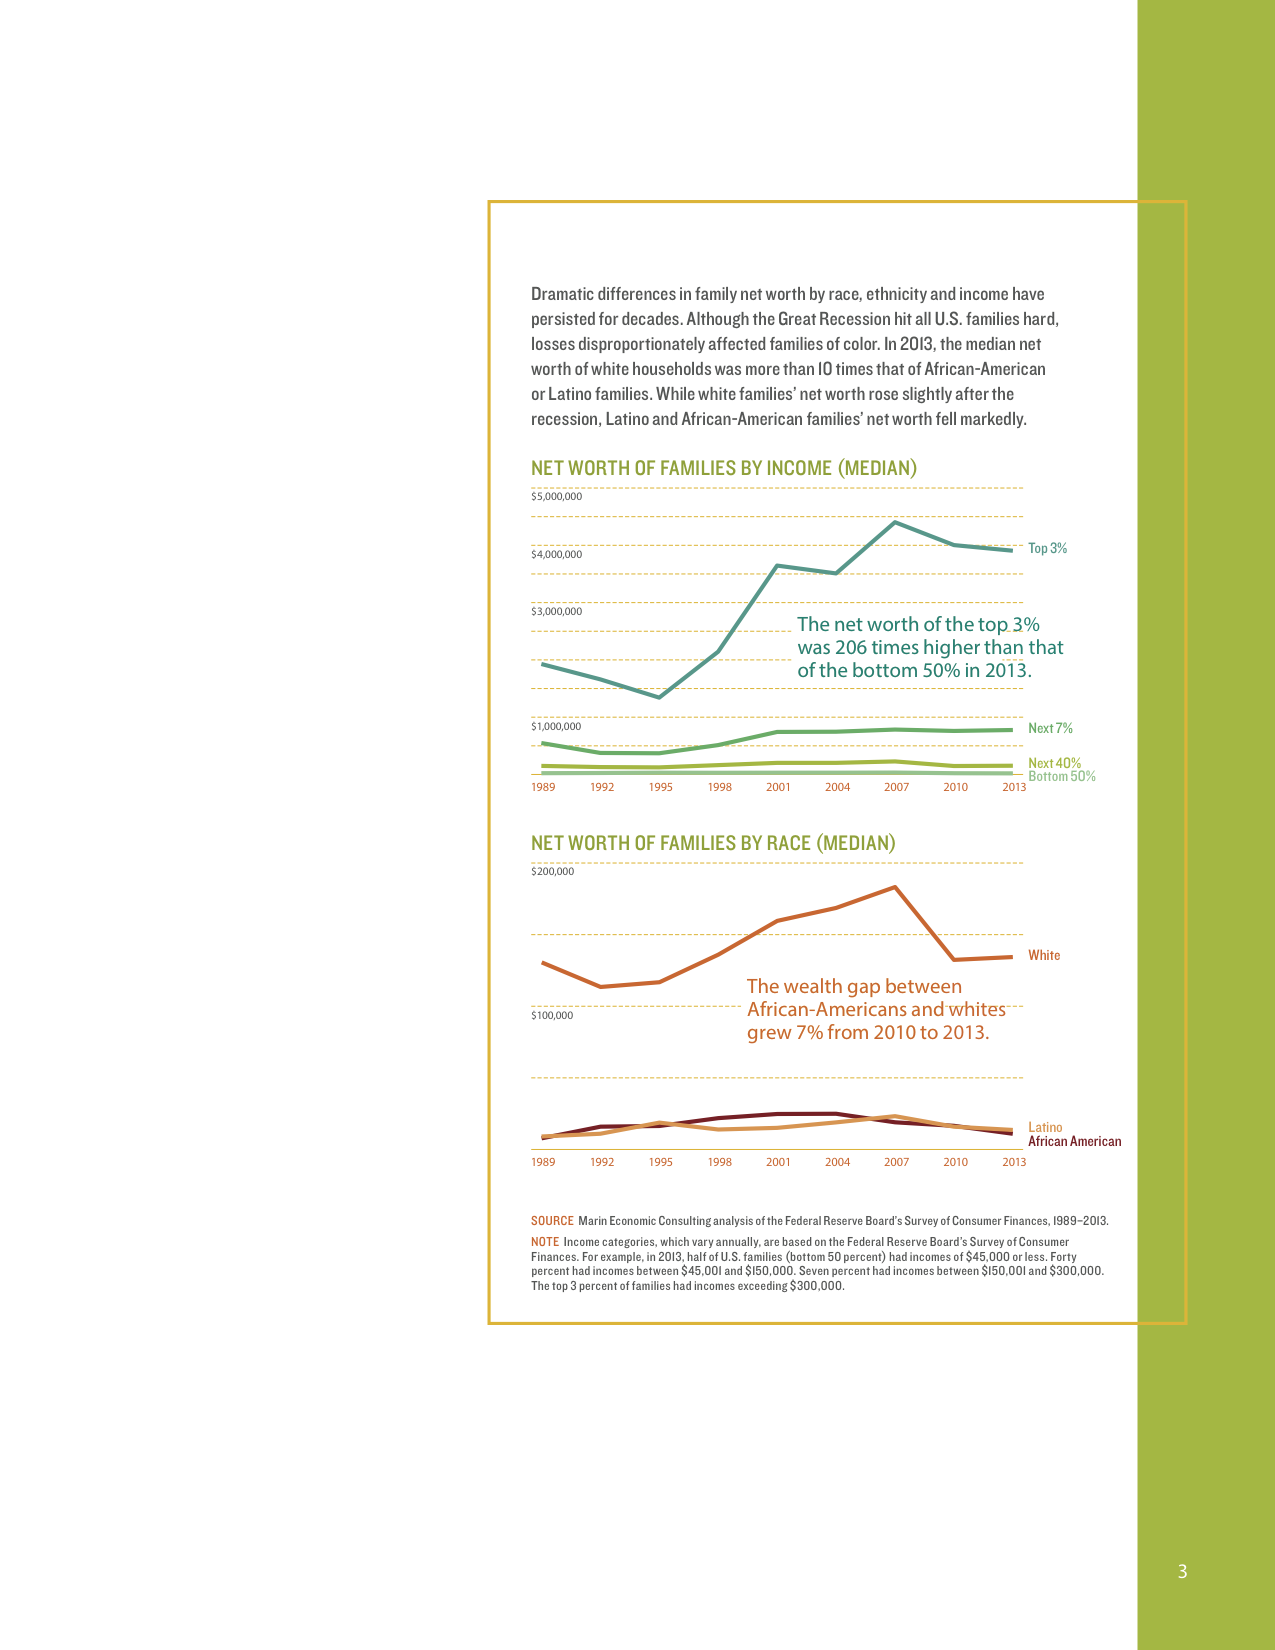 Dramatic differences in family net worth by race, ethnicity and income have
persisted for decades. Although the Great Recession hit all U.S. families hard,
losses disproportionately affected families of color. In 2013, the median net
worth of white households was more than 10 times that of African-American
or Latino families. While white families’ net worth rose slightly after the
recession, Latino and African-American families’ net worth fell markedly.
NET WORTH OF FAMILIES BY INCOME (MEDIAN)
$5,000,000
$4,000,000
Top 3%
$3,000,000
The net worth of the top 3%
was 206 times higher than that
of the bottom 50% in 2013.
$1,000,000
Next 7%
Next 40%
Bottom 50%
1989 1992 1995 1998 2001 2004 2007 2010 2013
NET WORTH OF FAMILIES BY RACE (MEDIAN)
$200,000
White
The wealth gap between
African-Americans and whites
grew 7% from 2010 to 2013.
$100,000
Latino
African American
1989 1992 1995 1998 2001 2004 2007 2010 2013
SOURCE Marin Economic Consulting analysis of the Federal Reserve Board’s Survey of Consumer Finances, 1989–2013.
NOTE Income categories, which vary annually, are based on the Federal Reserve Board’s Survey of Consumer
Finances. For example, in 2013, half of U.S. families (bottom 50 percent) had incomes of $45,000 or less. Forty
percent had incomes between $45,001 and $150,000. Seven percent had incomes between $150,001 and $300,000.
The top 3 percent of families had incomes exceeding $300,000.
3